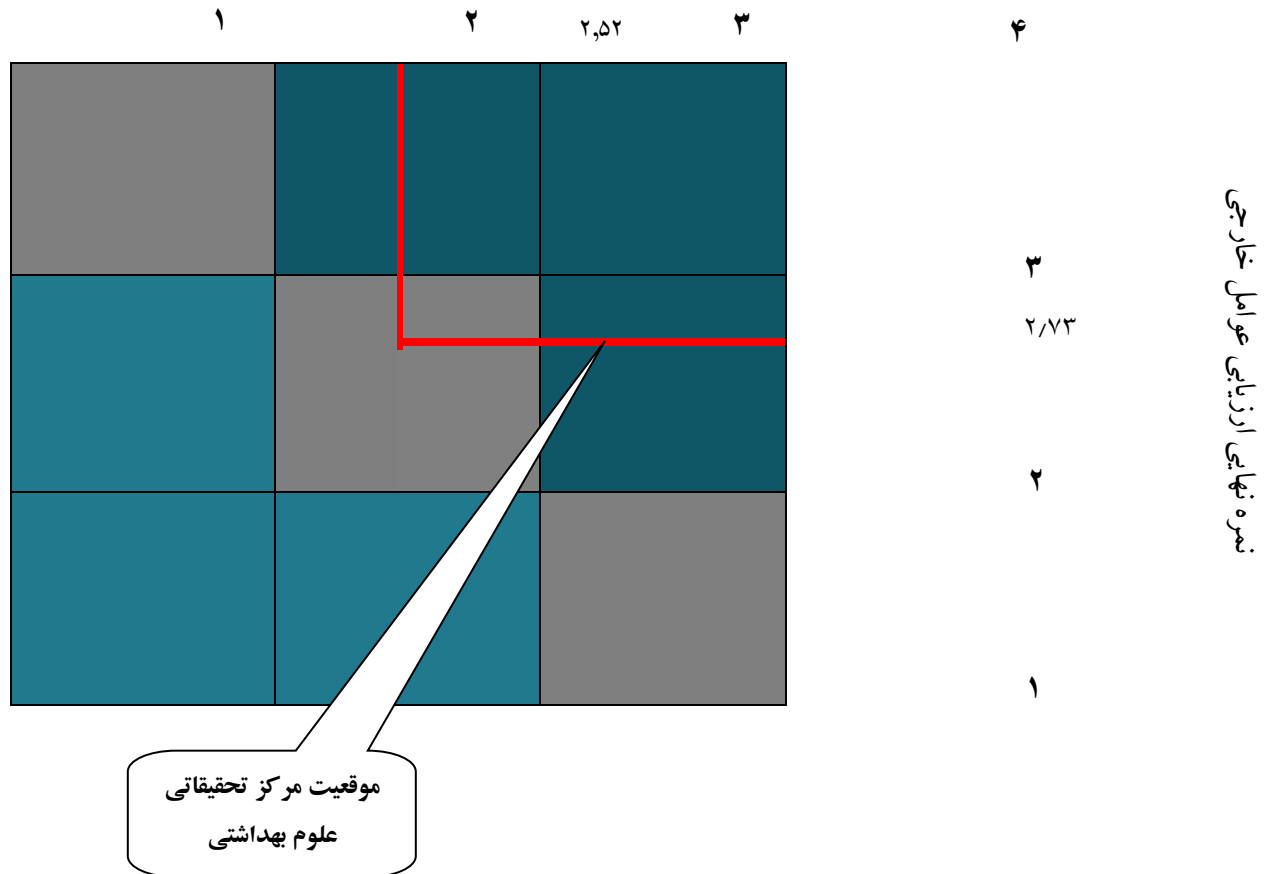 ۱ ۲ ۲,۵۲ ۳ ۴
۳
۲/۷۳
۲
۱
نمره نهایی ارزیابی عوامل خارجی
موقعیت مرکز تحقیقاتی
علوم بهداشتی